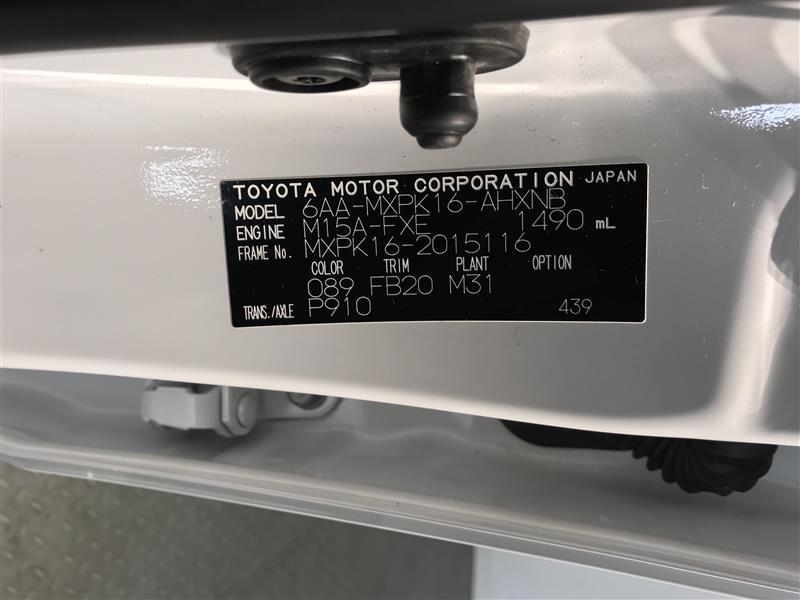 TOYOTA MOTOR CORPORATION JAPAN
MODEL 6AA-MXPK16-AHXNB
ENGINE M15A-FXE 1490 mL
FRAME No. MXPK16-2015116
COLOR TRIM PLANT OPTION
089 FB20 M31
TRANS./AXLE P910 439